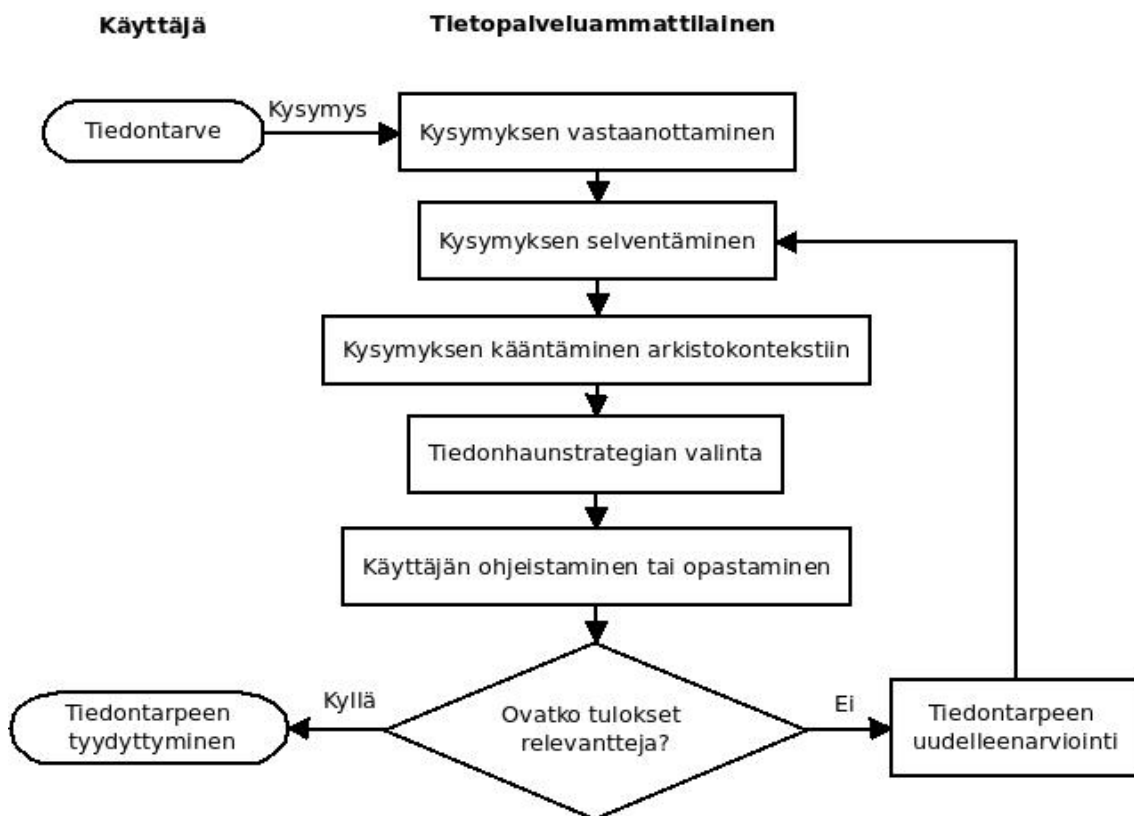 Käyttäjä
Tietopalveluammattilainen
Kysymys
Tiedontarve
Kysymyksen vastaanottaminen
Kysymyksen selventäminen
Kysymyksen kääntäminen arkistokontekstiin
Tiedonhaunstrategian valinta
Käyttäjän ohjeistaminen tai opastaminen
Kyllä
Tiedontarpeen
tyydyttyminen
Ovatko tulokset
relevantteja?
Ei
Tiedontarpeen
uudelleenarviointi